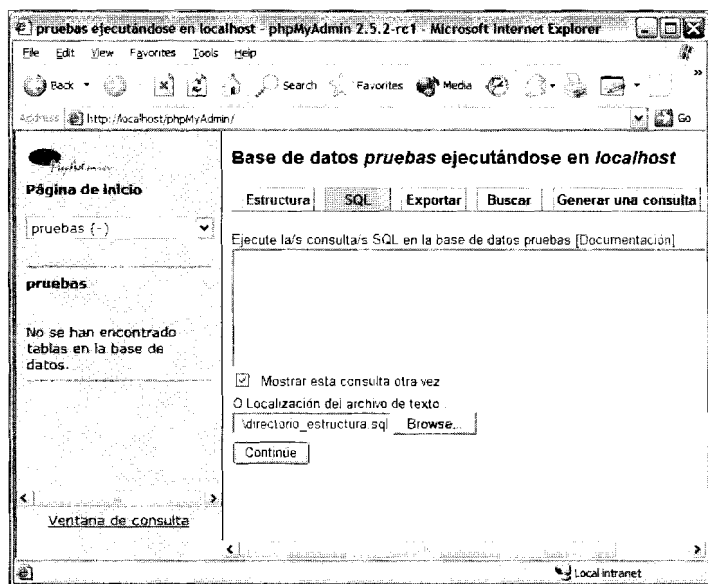 pruebas ejecutándose en localhost - phpMyAdmin 2.5.2-rc1 - Microsoft Internet Explorer
File Edit View Favorites Tools Help
Back Search Favorites Media »
Address http://localhost/phpMyAdmin/ Go
Página de inicio
pruebas (-)
pruebas
No se han encontrado
tablas en la base de
datos.
Ventana de consulta
Base de datos pruebas ejecutándose en localhost
Estructura SQL Exportar Buscar Generar una consulta
Ejecute la/s consulta/s SQL en la base de datos pruebas [Documentación]
Mostrar esta consulta otra vez
O Localización del archivo de texto
\directorio_estructura.sql Browse...
Continúe
Local intranet